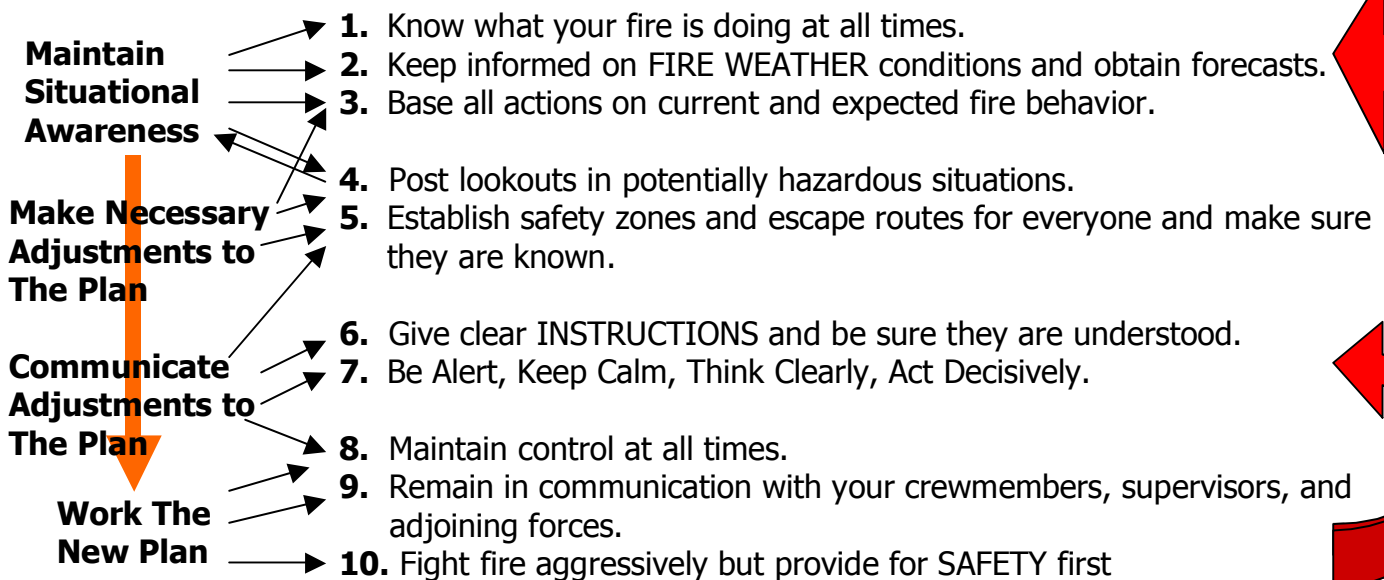 Maintain
Situational
Awareness
Make Necessary
Adjustments to
The Plan
Communicate
Adjustments to
The Plan
Work The
New Plan
1. Know what your fire is doing at all times.
2. Keep informed on FIRE WEATHER conditions and obtain forecasts.
3. Base all actions on current and expected fire behavior.
4. Post lookouts in potentially hazardous situations.
5. Establish safety zones and escape routes for everyone and make sure
they are known.
6. Give clear INSTRUCTIONS and be sure they are understood.
7. Be Alert, Keep Calm, Think Clearly, Act Decisively.
8. Maintain control at all times.
9. Remain in communication with your crewmembers, supervisors, and
adjoining forces.
10. Fight fire aggressively but provide for SAFETY first